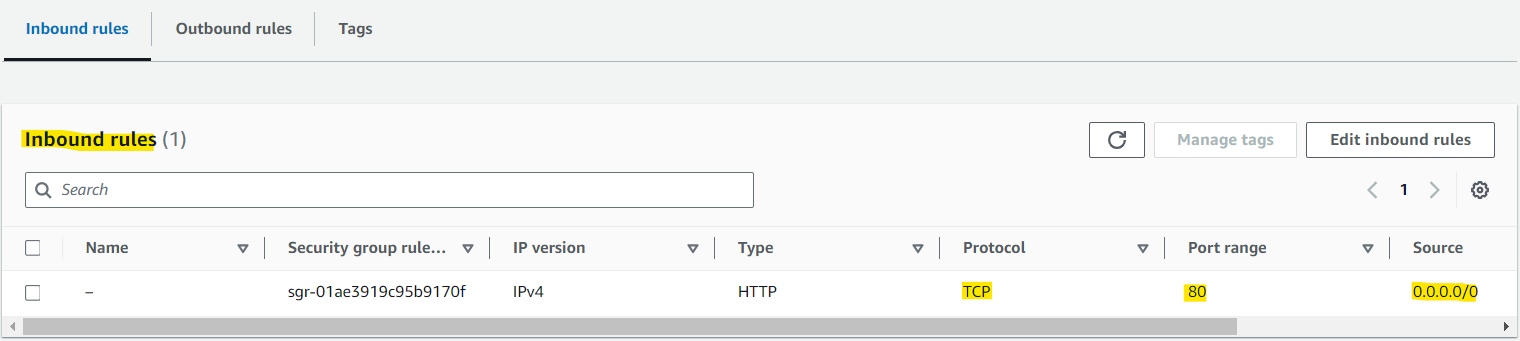 Inbound rules Outbound rules Tags
Inbound rules (1) Manage tags Edit inbound rules
Search 1
Name Security group rule... IP version Type Protocol Port range Source
– sgr-01ae3919c95b9170f IPv4 HTTP TCP 80 0.0.0.0/0